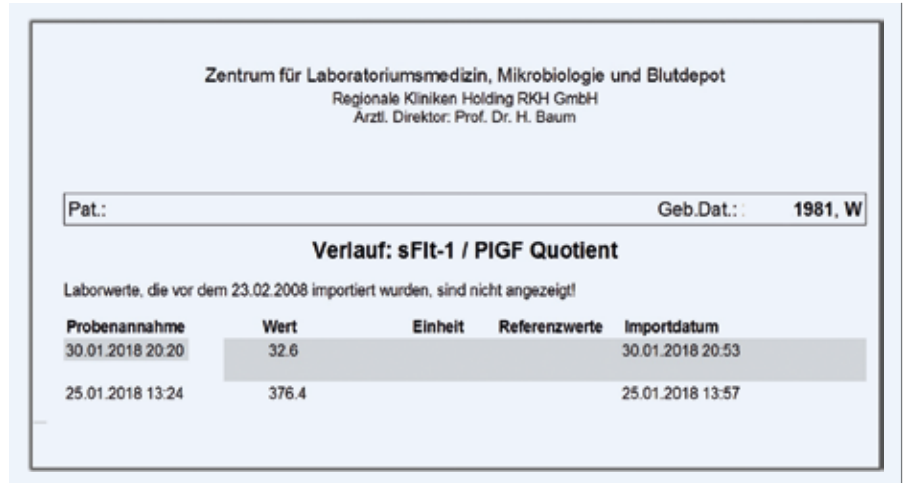 Zentrum für Laboratoriumsmedizin, Mikrobiologie und Blutdepot
Regionale Kliniken Holding RKH GmbH
Ärztl. Direktor: Prof. Dr. H. Baum
Pat.: Geb.Dat.: 1981, W
Verlauf: sFlt-1 / PlGF Quotient
Laborwerte, die vor dem 23.02.2008 importiert wurden, sind nicht angezeigt!
Probenannahme Wert Einheit Referenzwerte Importdatum
30.01.2018 20:20 32.6 30.01.2018 20:53
25.01.2018 13:24 376.4 25.01.2018 13:57